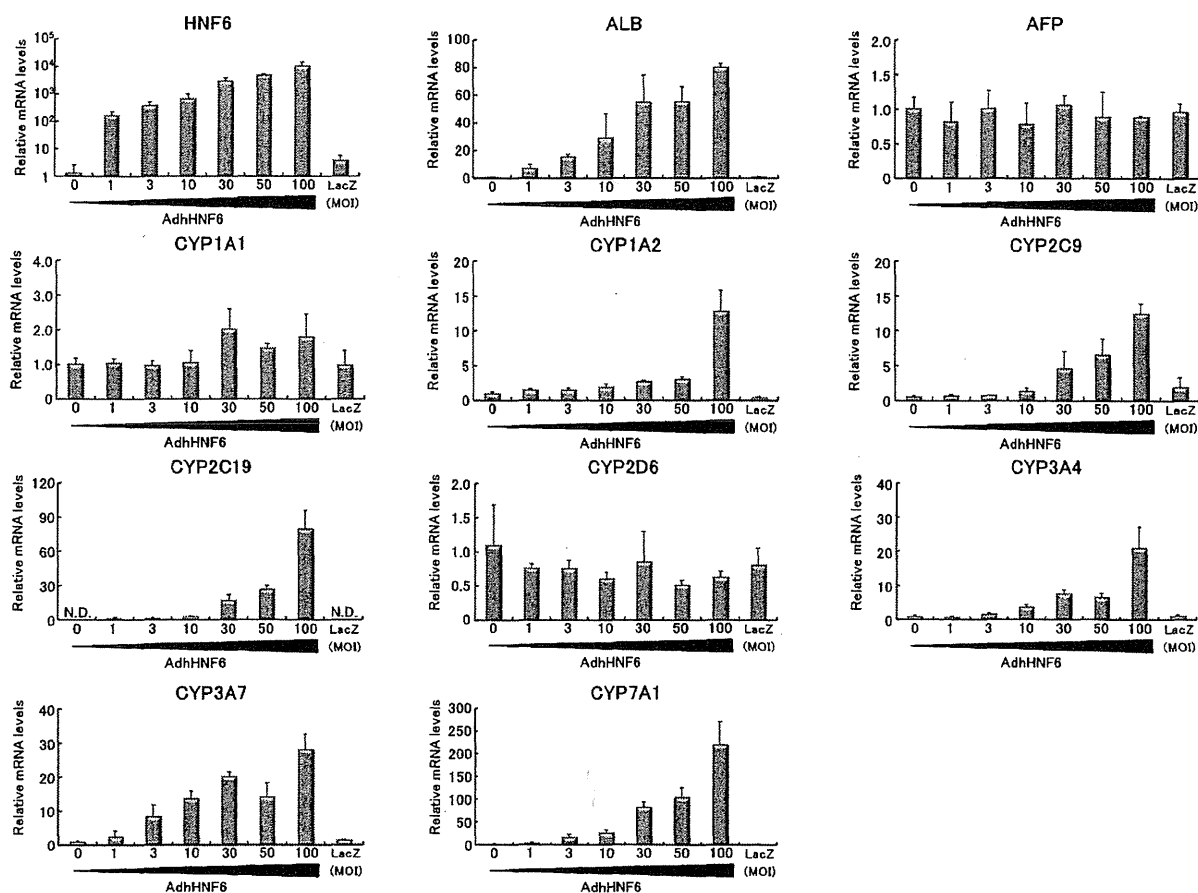 HNF6
Relative mRNA levels
10⁵
10⁴
10³
10²
10
1
0 1 3 10 30 50 100 LacZ
(MOI)
AdhHNF6
ALB
Relative mRNA levels
100
80
60
40
20
0
0 1 3 10 30 50 100 LacZ
(MOI)
AdhHNF6
AFP
Relative mRNA levels
2.0
1.5
1.0
0.5
0
0 1 3 10 30 50 100 LacZ
(MOI)
AdhHNF6
CYP1A1
Relative mRNA levels
4.0
3.0
2.0
1.0
0
0 1 3 10 30 50 100 LacZ
(MOI)
AdhHNF6
CYP1A2
Relative mRNA levels
20
15
10
5
0
0 1 3 10 30 50 100 LacZ
(MOI)
AdhHNF6
CYP2C9
Relative mRNA levels
20
15
10
5
0
0 1 3 10 30 50 100 LacZ
(MOI)
AdhHNF6
CYP2C19
Relative mRNA levels
120
90
60
30
0
N.D. N.D.
0 1 3 10 30 50 100 LacZ
(MOI)
AdhHNF6
CYP2D6
Relative mRNA levels
2.0
1.5
1.0
0.5
0
0 1 3 10 30 50 100 LacZ
(MOI)
AdhHNF6
CYP3A4
Relative mRNA levels
40
30
20
10
0
0 1 3 10 30 50 100 LacZ
(MOI)
AdhHNF6
CYP3A7
Relative mRNA levels
40
30
20
10
0
0 1 3 10 30 50 100 LacZ
(MOI)
AdhHNF6
CYP7A1
Relative mRNA levels
300
250
200
150
100
50
0
0 1 3 10 30 50 100 LacZ
(MOI)
AdhHNF6